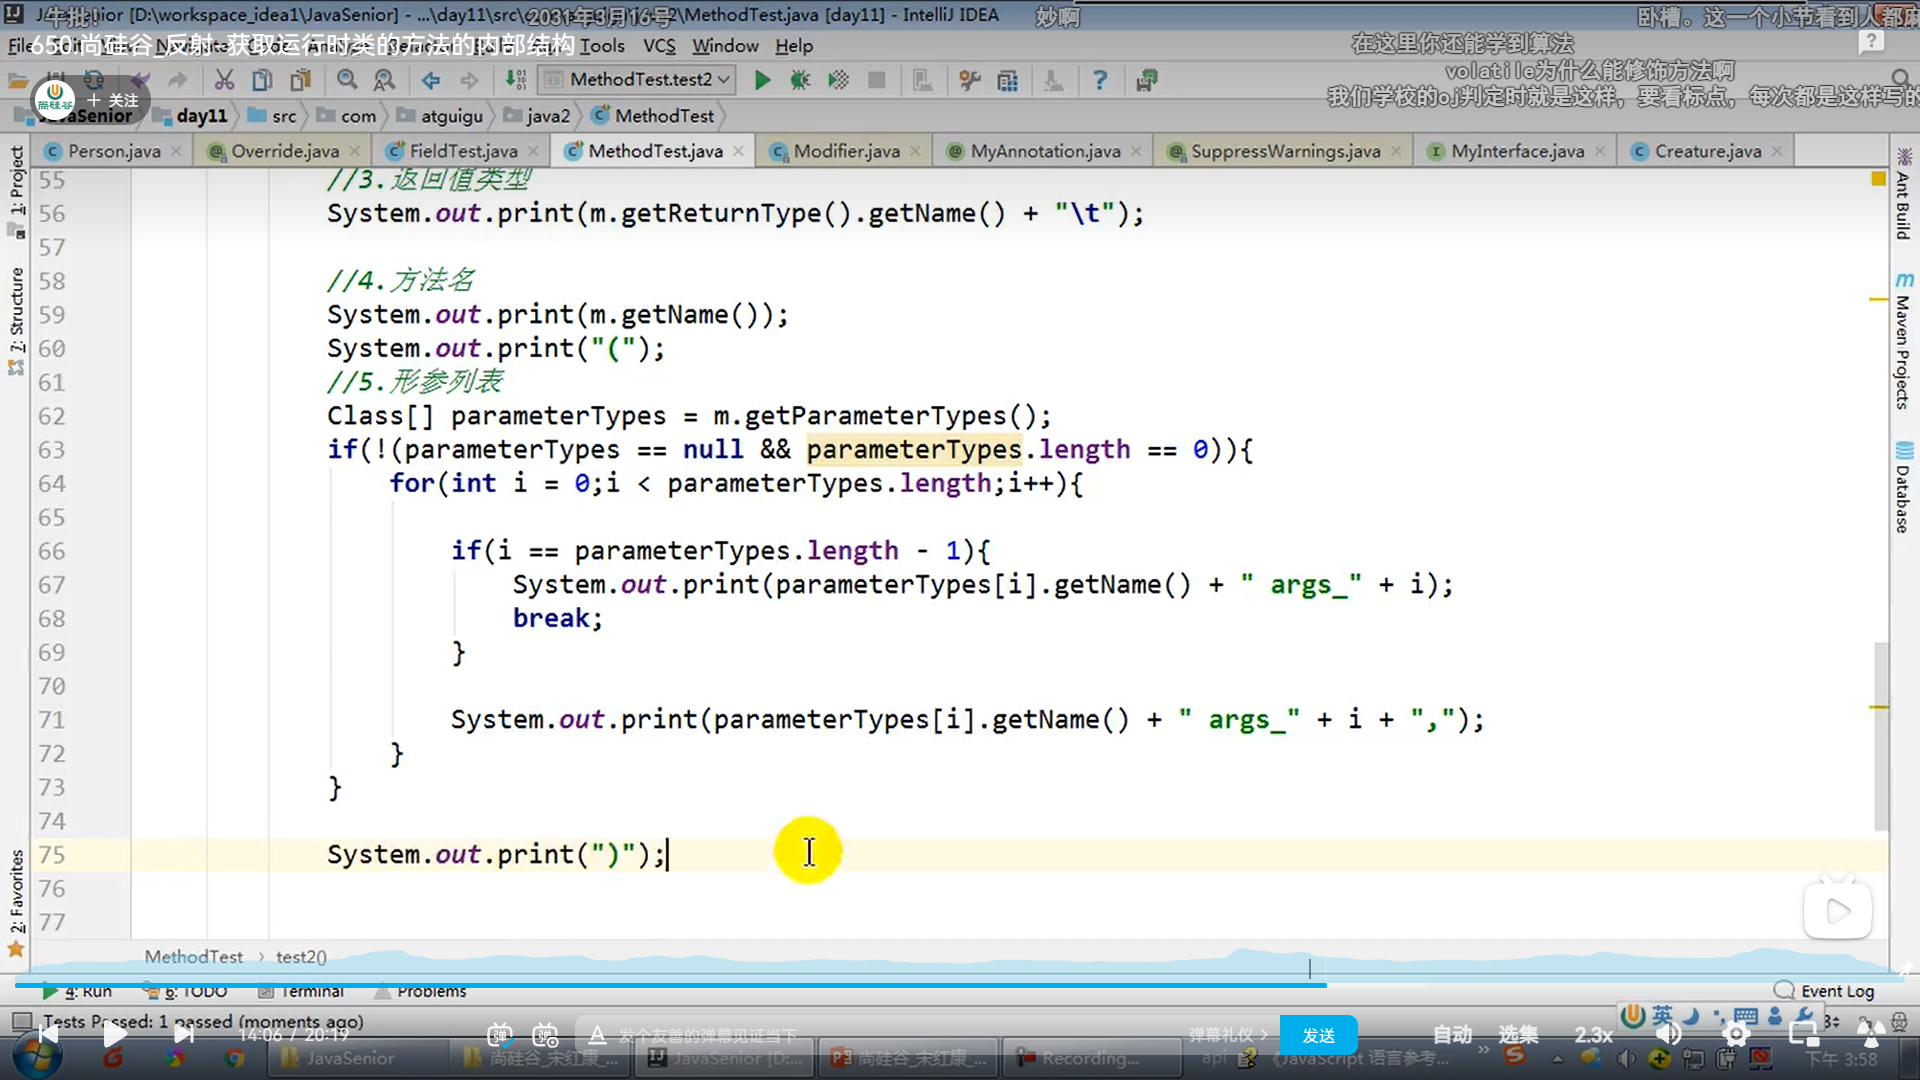 JavaSenior [D:\workspace_idea1\JavaSenior] - ...\day11\src\ 2\MethodTest.java [day11] - IntelliJ IDEA
牛批！
2031年3月16号
妙啊
卧槽。这一个小节看到人都麻
650.尚硅谷_反射-获取运行时类的方法的内部结构
File Tools VCS Window Help
在这里你还能学到算法
volatile为什么能修饰方法啊
我们学校的oj判定时就是这样，要看标点，每次都是这样写的
尚硅谷 + 关注
MethodTest.test2
JavaSenior day11 src com atguigu java2 MethodTest
Person.java Override.java FieldTest.java MethodTest.java Modifier.java MyAnnotation.java SuppressWarnings.java MyInterface.java Creature.java
1: Project
7: Structure
2: Favorites
Ant Build
Maven Projects
Database
55 //3.返回值类型
56 System.out.print(m.getReturnType().getName() + "\t");
57
58 //4.方法名
59 System.out.print(m.getName());
60 System.out.print("(");
61 //5.形参列表
62 Class[] parameterTypes = m.getParameterTypes();
63 if(!(parameterTypes == null && parameterTypes.length == 0)){
64 for(int i = 0;i < parameterTypes.length;i++){
65
66 if(i == parameterTypes.length - 1){
67 System.out.print(parameterTypes[i].getName() + " args_" + i);
68 break;
69 }
70
71 System.out.print(parameterTypes[i].getName() + " args_" + i + ",");
72 }
73 }
74
75 System.out.print(")");
76
77
MethodTest › test2()
4: Run 6: TODO Terminal Problems Event Log
Tests Passed: 1 passed (moments ago)
14:06 / 20:19 发个友善的弹幕见证当下 弹幕礼仪 › 发送 自动 选集 2.3x
英
JavaSenior 尚硅谷_宋红康_... JavaSenior [D:... 尚硅谷_宋红康_... Recording... api 《JavaScript 语言参考... 下午 3:58